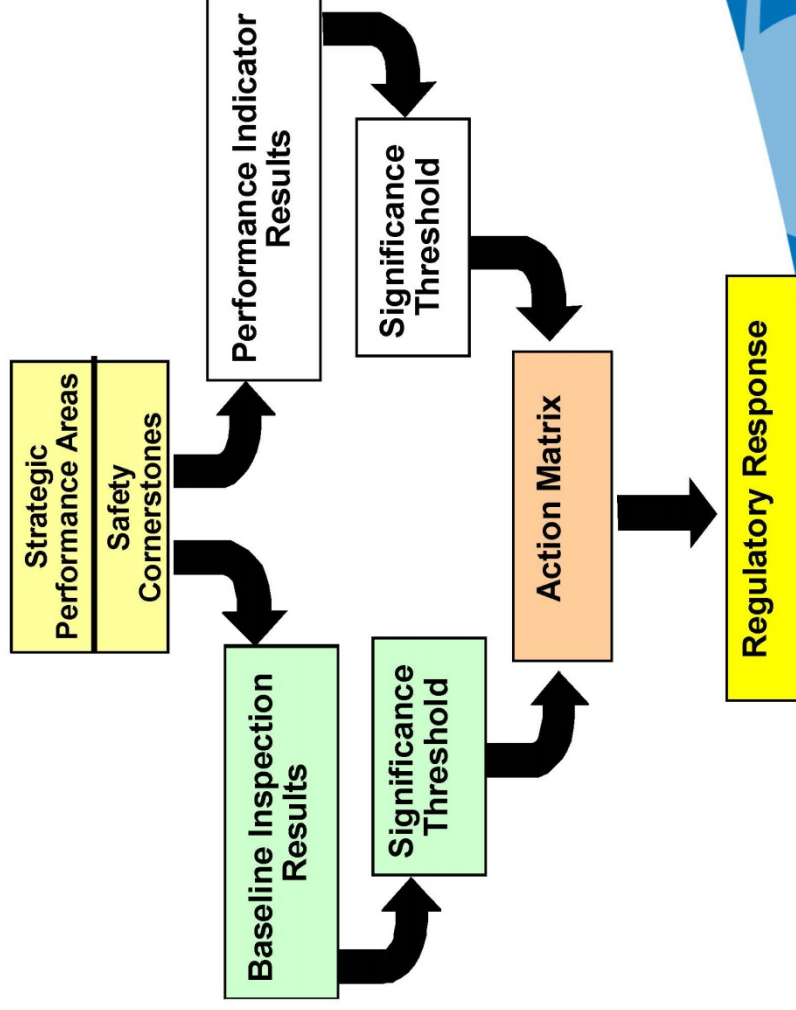 Strategic
Performance Areas
Safety
Cornerstones
Baseline Inspection
Results
Performance Indicator
Results
Significance
Threshold
Significance
Threshold
Action Matrix
Regulatory Response